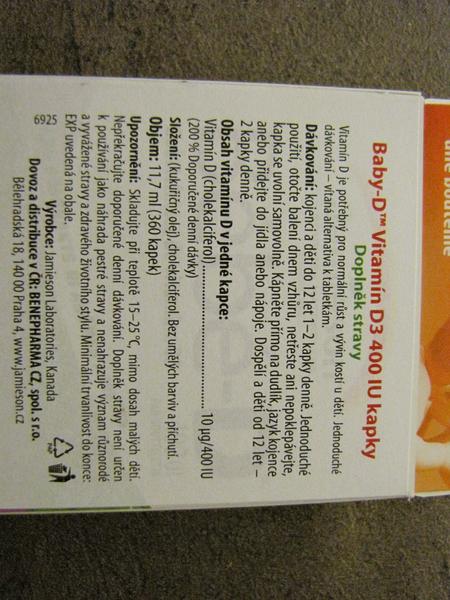 une bouteille
Baby-D™ Vitamín D3 400 IU kapky
Doplněk stravy
Vitamín D je potřebný pro normální růst a vývin kostí u dětí. Jednoduché
dávkování – vítaná alternativa k tabletkám.
Dávkování: kojenci a děti do 12 let 1–2 kapky denně. Jednoduché
použití, otočte balení dnem vzhůru, netřeste ani nepoklepávejte,
kapka se uvolní samovolně. Kápněte přímo na dudlík, jazyk kojence
anebo přidejte do jídla anebo nápoje. Dospělí a děti od 12 let –
2 kapky denně.
Obsah vitamínu D v jedné kapce:
Vitamín D (cholekalciferol)........................ 10 µg/400 IU
(200 % Doporučené denní dávky)
Složení: (kukuřičný olej, cholekalciferol. Bez umělých barviv a příchutí.
Objem: 11,7 ml (360 kapek)
Upozornění: Skladujte při teplotě 15–25°C, mimo dosah malých dětí.
Nepřekračujte doporučené denní dávkování. Doplněk stravy není určen
k používání jako náhrada pestré stravy a nenahrazuje význam různorodé
a vyvážené stravy a zdravého životního stylu. Minimální trvanlivost do konce:
EXP uvedená na obale.
Výrobce: Jamieson Laboratories, Kanada
Dovoz a distribuce v ČR: BENEPHARMA CZ, spol. s r.o.
Bělehradská 18, 140 00 Praha 4, www.jamieson.cz
6925
PAP